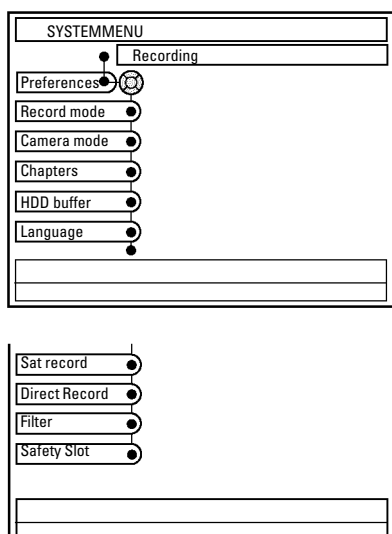 SYSTEMMENU
Recording
Preferences
Record mode
Camera mode
Chapters
HDD buffer
Language
Sat record
Direct Record
Filter
Safety Slot